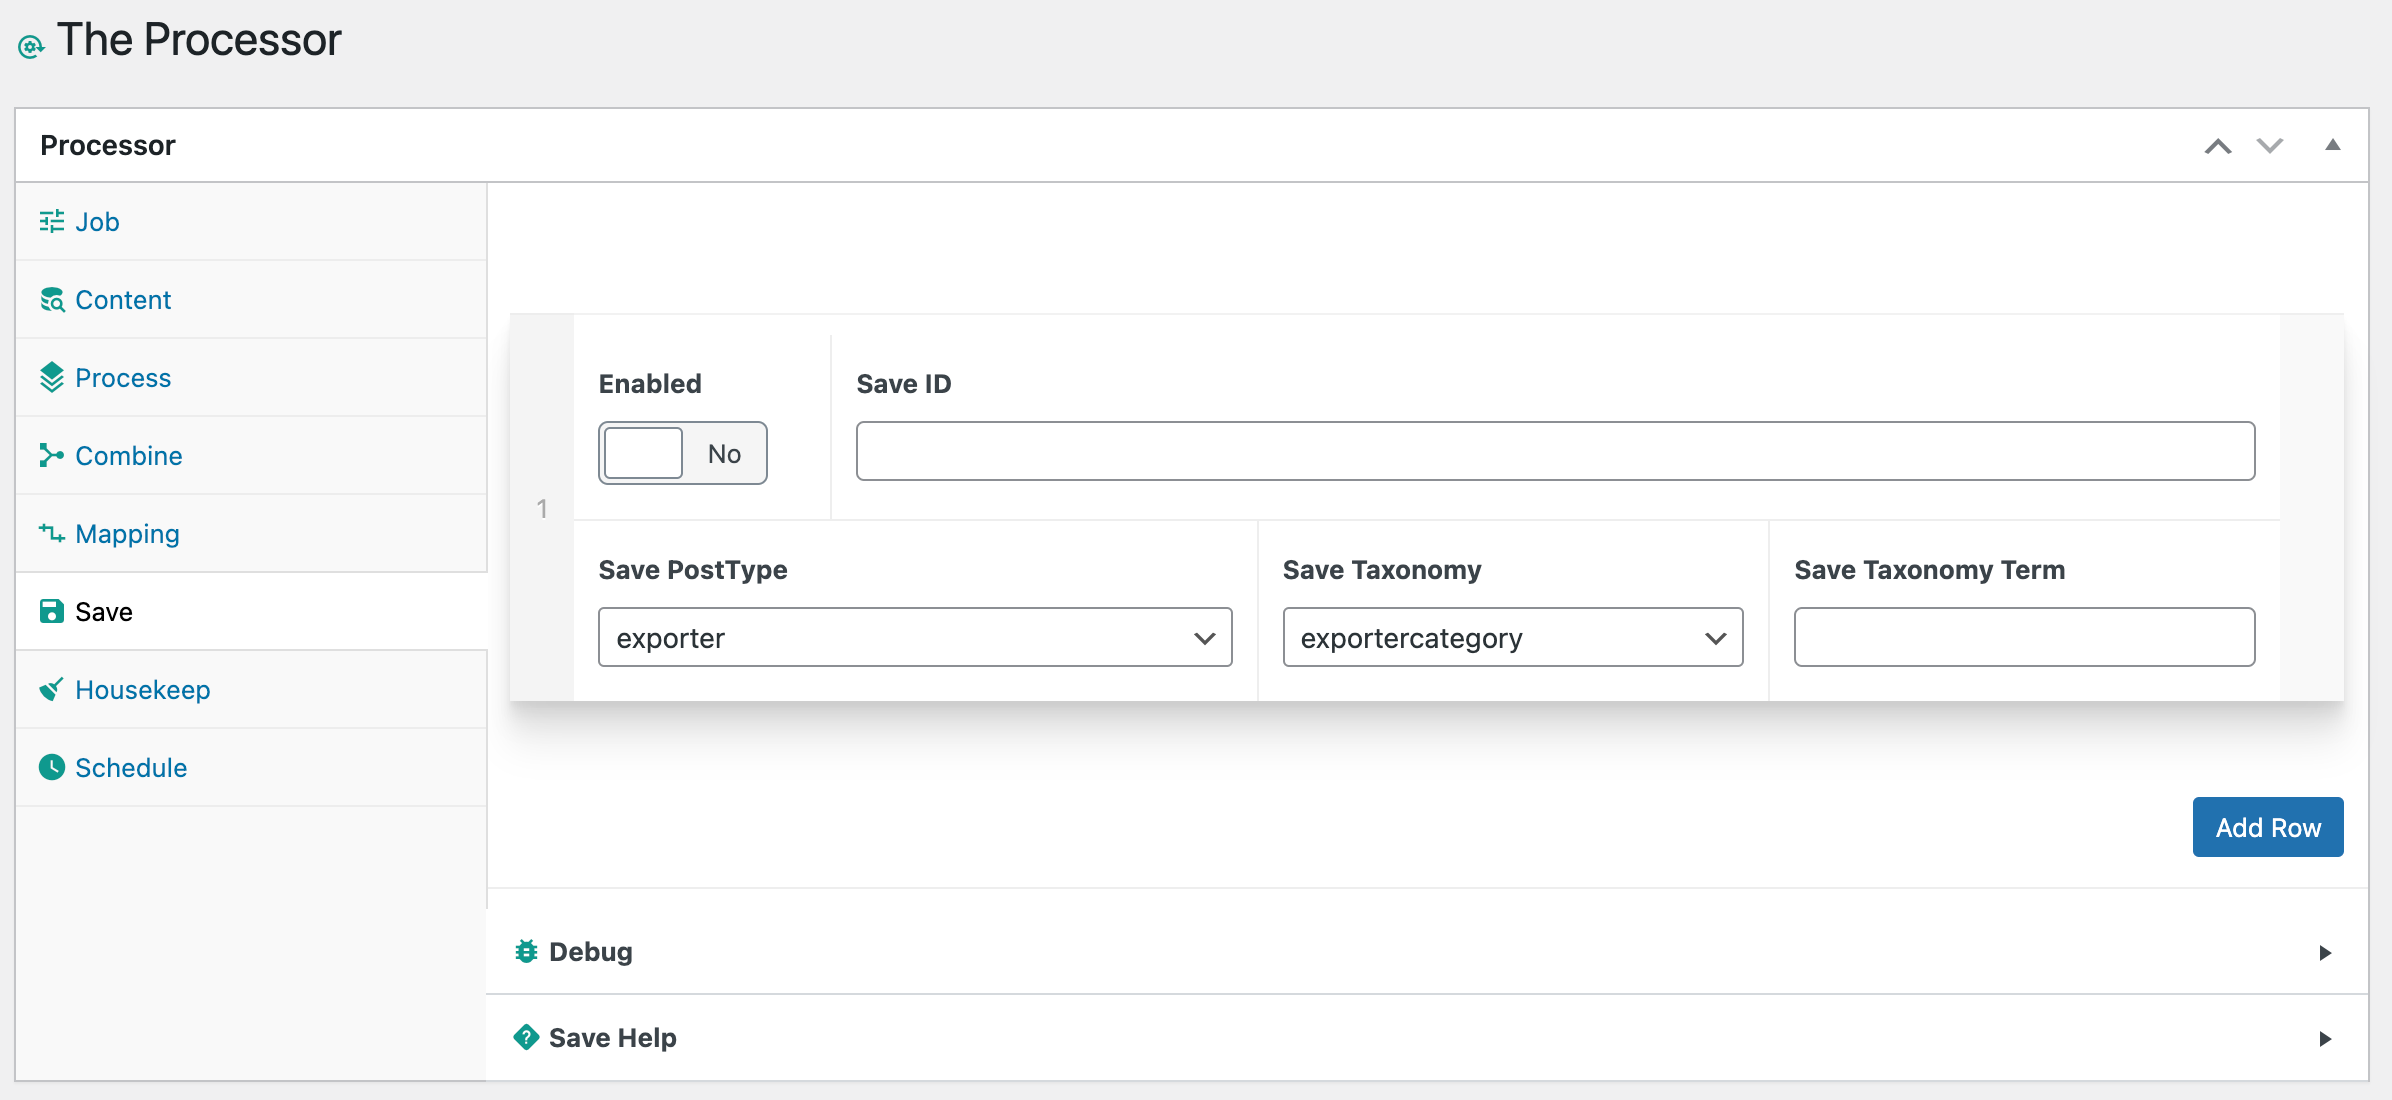 The Processor
Processor
Job
Content
Process
Combine
Mapping
Save
Housekeep
Schedule
1
Enabled
No
Save ID
Save PostType
exporter
Save Taxonomy
exportercategory
Save Taxonomy Term
Add Row
Debug
Save Help